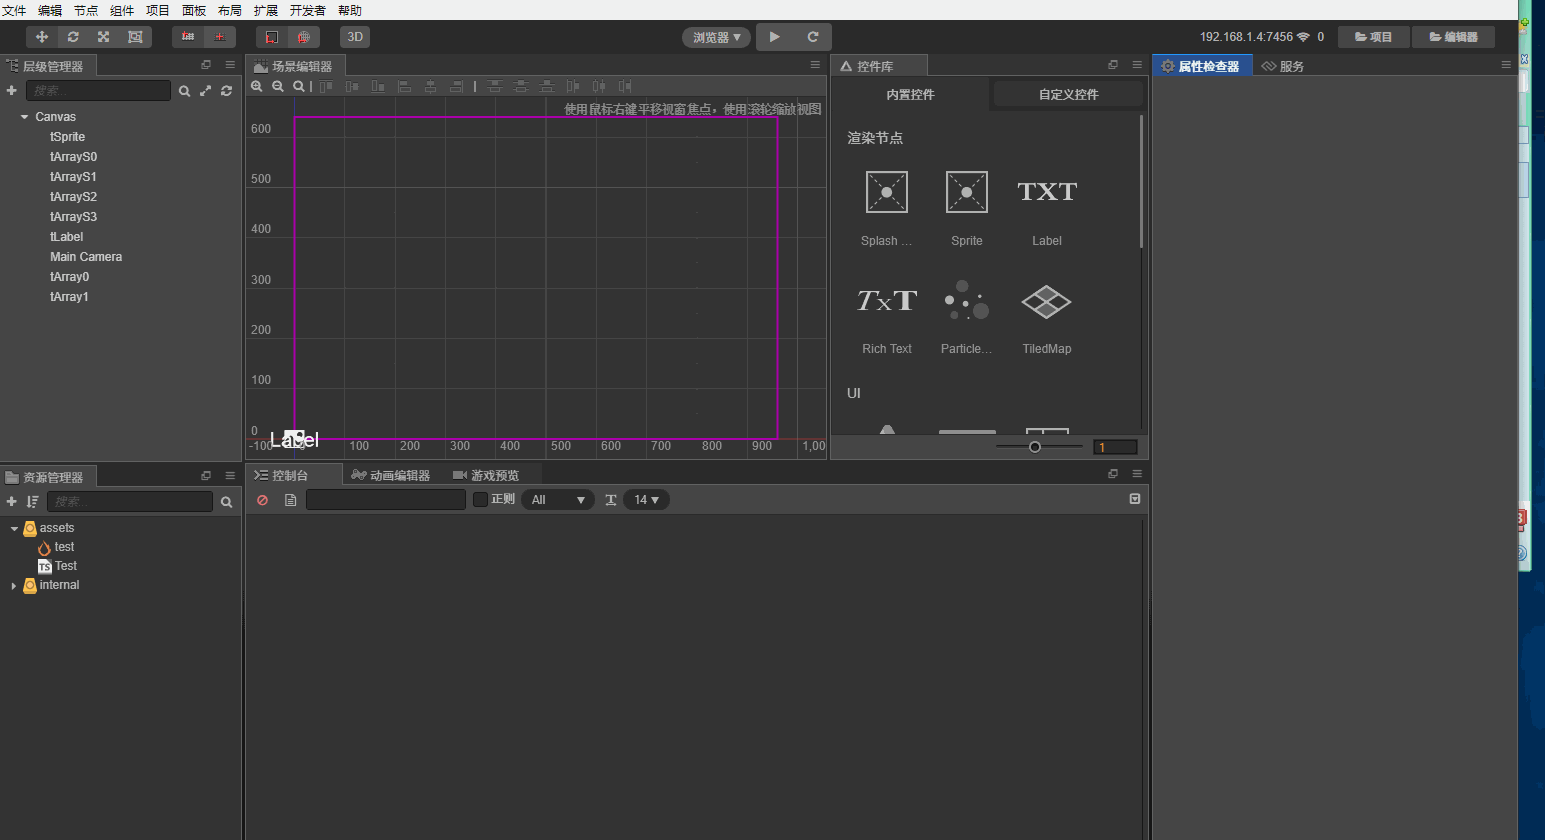 文件 编辑 节点 组件 项目 面板 布局 扩展 开发者 帮助
3D 浏览器 192.168.1.4:7456 0 项目 编辑器
层级管理器
搜索...
Canvas
tSprite
tArrayS0
tArrayS1
tArrayS2
tArrayS3
tLabel
Main Camera
tArray0
tArray1
场景编辑器
使用鼠标右键平移视窗焦点，使用滚轮缩放视图
600
500
400
300
200
100
0
-100 0 100 200 300 400 500 600 700 800 900 1,00
Label
控件库
内置控件 自定义控件
渲染节点
TXT
Splash ... Sprite Label
TxT
Rich Text Particle... TiledMap
UI
1
属性检查器 服务
资源管理器
搜索...
assets
test
TS Test
internal
控制台 动画编辑器 游戏预览
正则 All 14